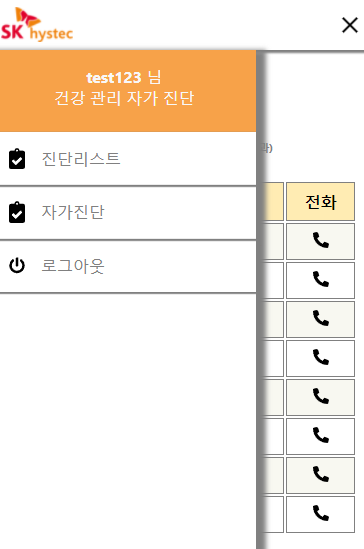 SK hystec
test123 님
건강 관리 자가 진단
진단리스트
자가진단
로그아웃
전화